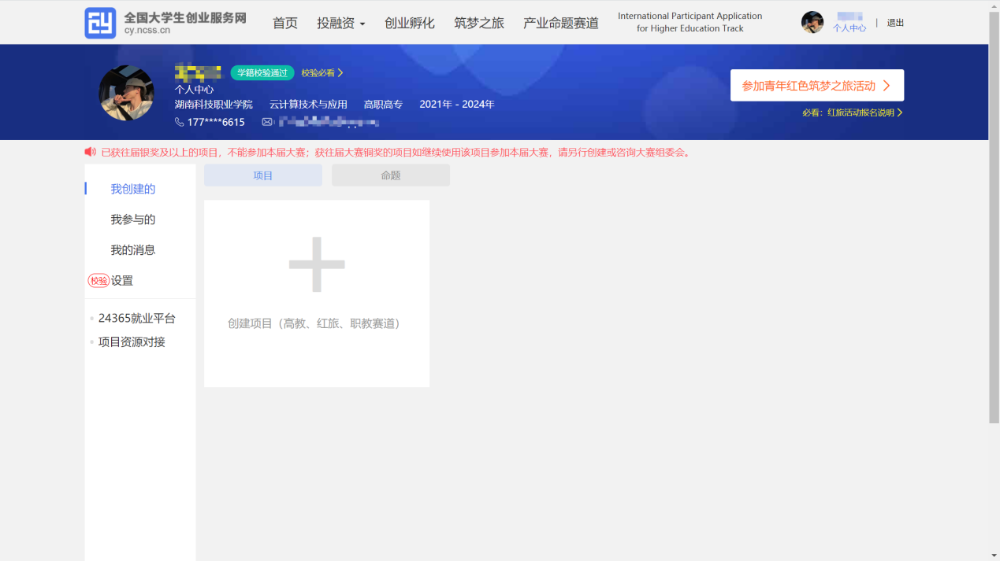 全国大学生创业服务网
cy.ncss.cn
首页
投融资
创业孵化
筑梦之旅
产业命题赛道
International Participant Application
for Higher Education Track
个人中心
|
退出
学籍校验通过
校验必看
个人中心
湖南科技职业学院 云计算技术与应用 高职高专 2021年 - 2024年
177****6615
参加青年红色筑梦之旅活动
必看：红旅活动报名说明
已获往届银奖及以上的项目，不能参加本届大赛；获往届大赛铜奖的项目如继续使用该项目参加本届大赛，请另行创建或咨询大赛组委会。
我创建的
我参与的
我的消息
校验 设置
24365就业平台
项目资源对接
项目
命题
创建项目（高教、红旅、职教赛道）